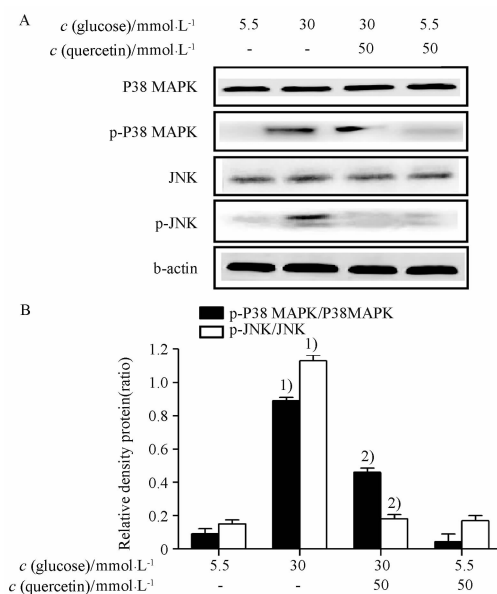 A
c (glucose)/mmol·L-1 5.5 30 30 5.5
c (quercetin)/mmol·L-1 - - 50 50
P38 MAPK
p-P38 MAPK
JNK
p-JNK
b-actin
B
p-P38 MAPK/P38MAPK
p-JNK/JNK
Relative density protein(ratio)
1.2
1.0
0.8
0.6
0.4
0.2
0
1)
1)
2)
2)
c (glucose)/mmol·L-1 5.5 30 30 5.5
c (quercetin)/mmol·L-1 - - 50 50